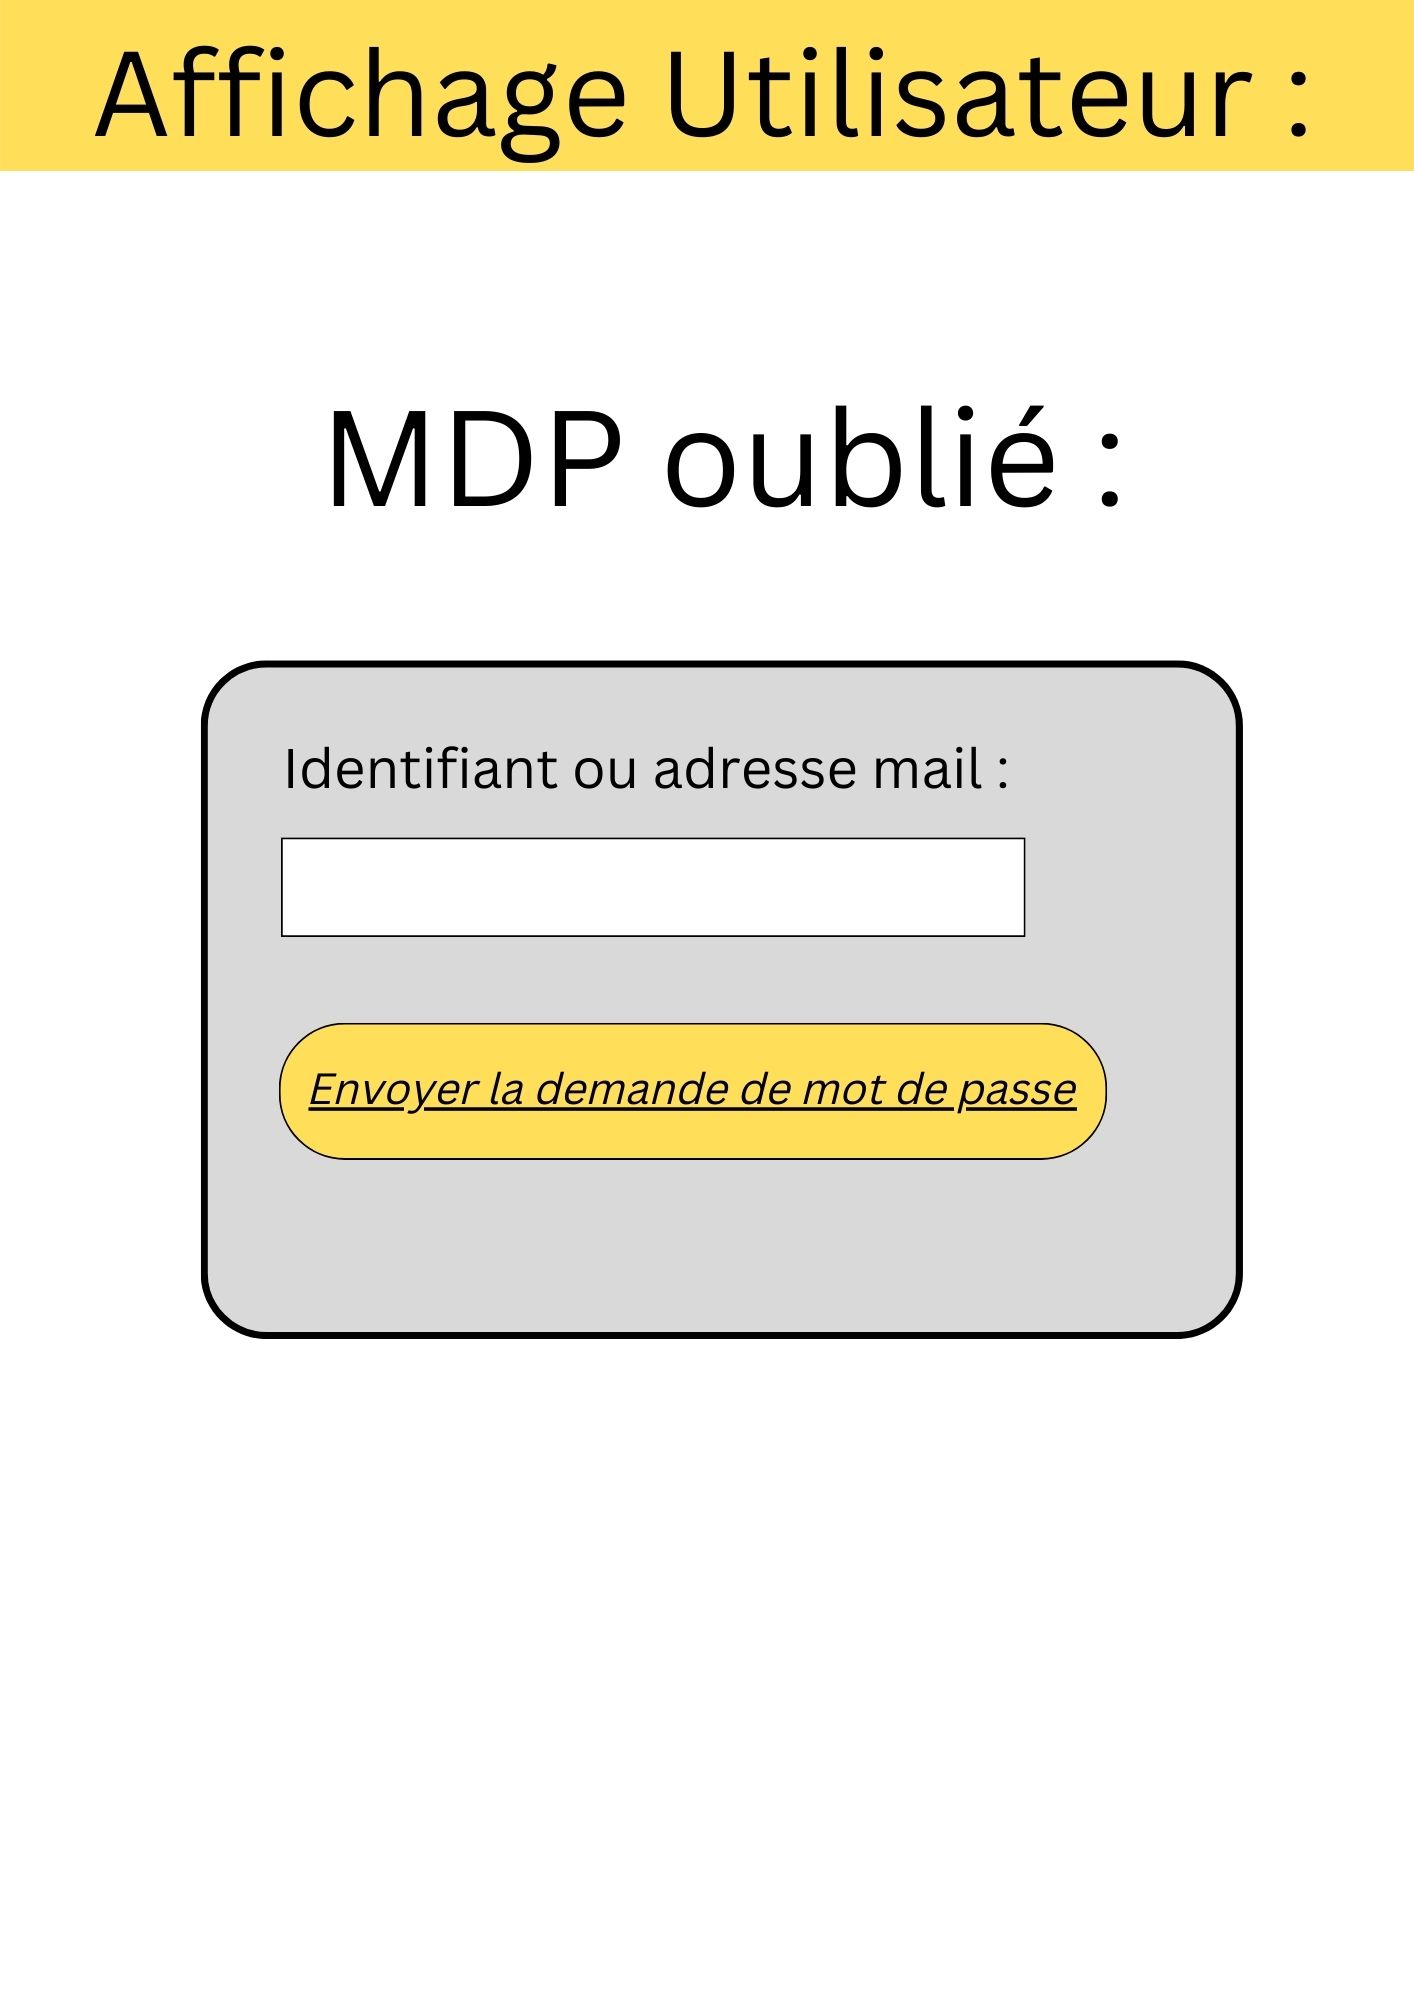 Affichage Utilisateur :
MDP oublié :
Identifiant ou adresse mail :
Envoyer la demande de mot de passe